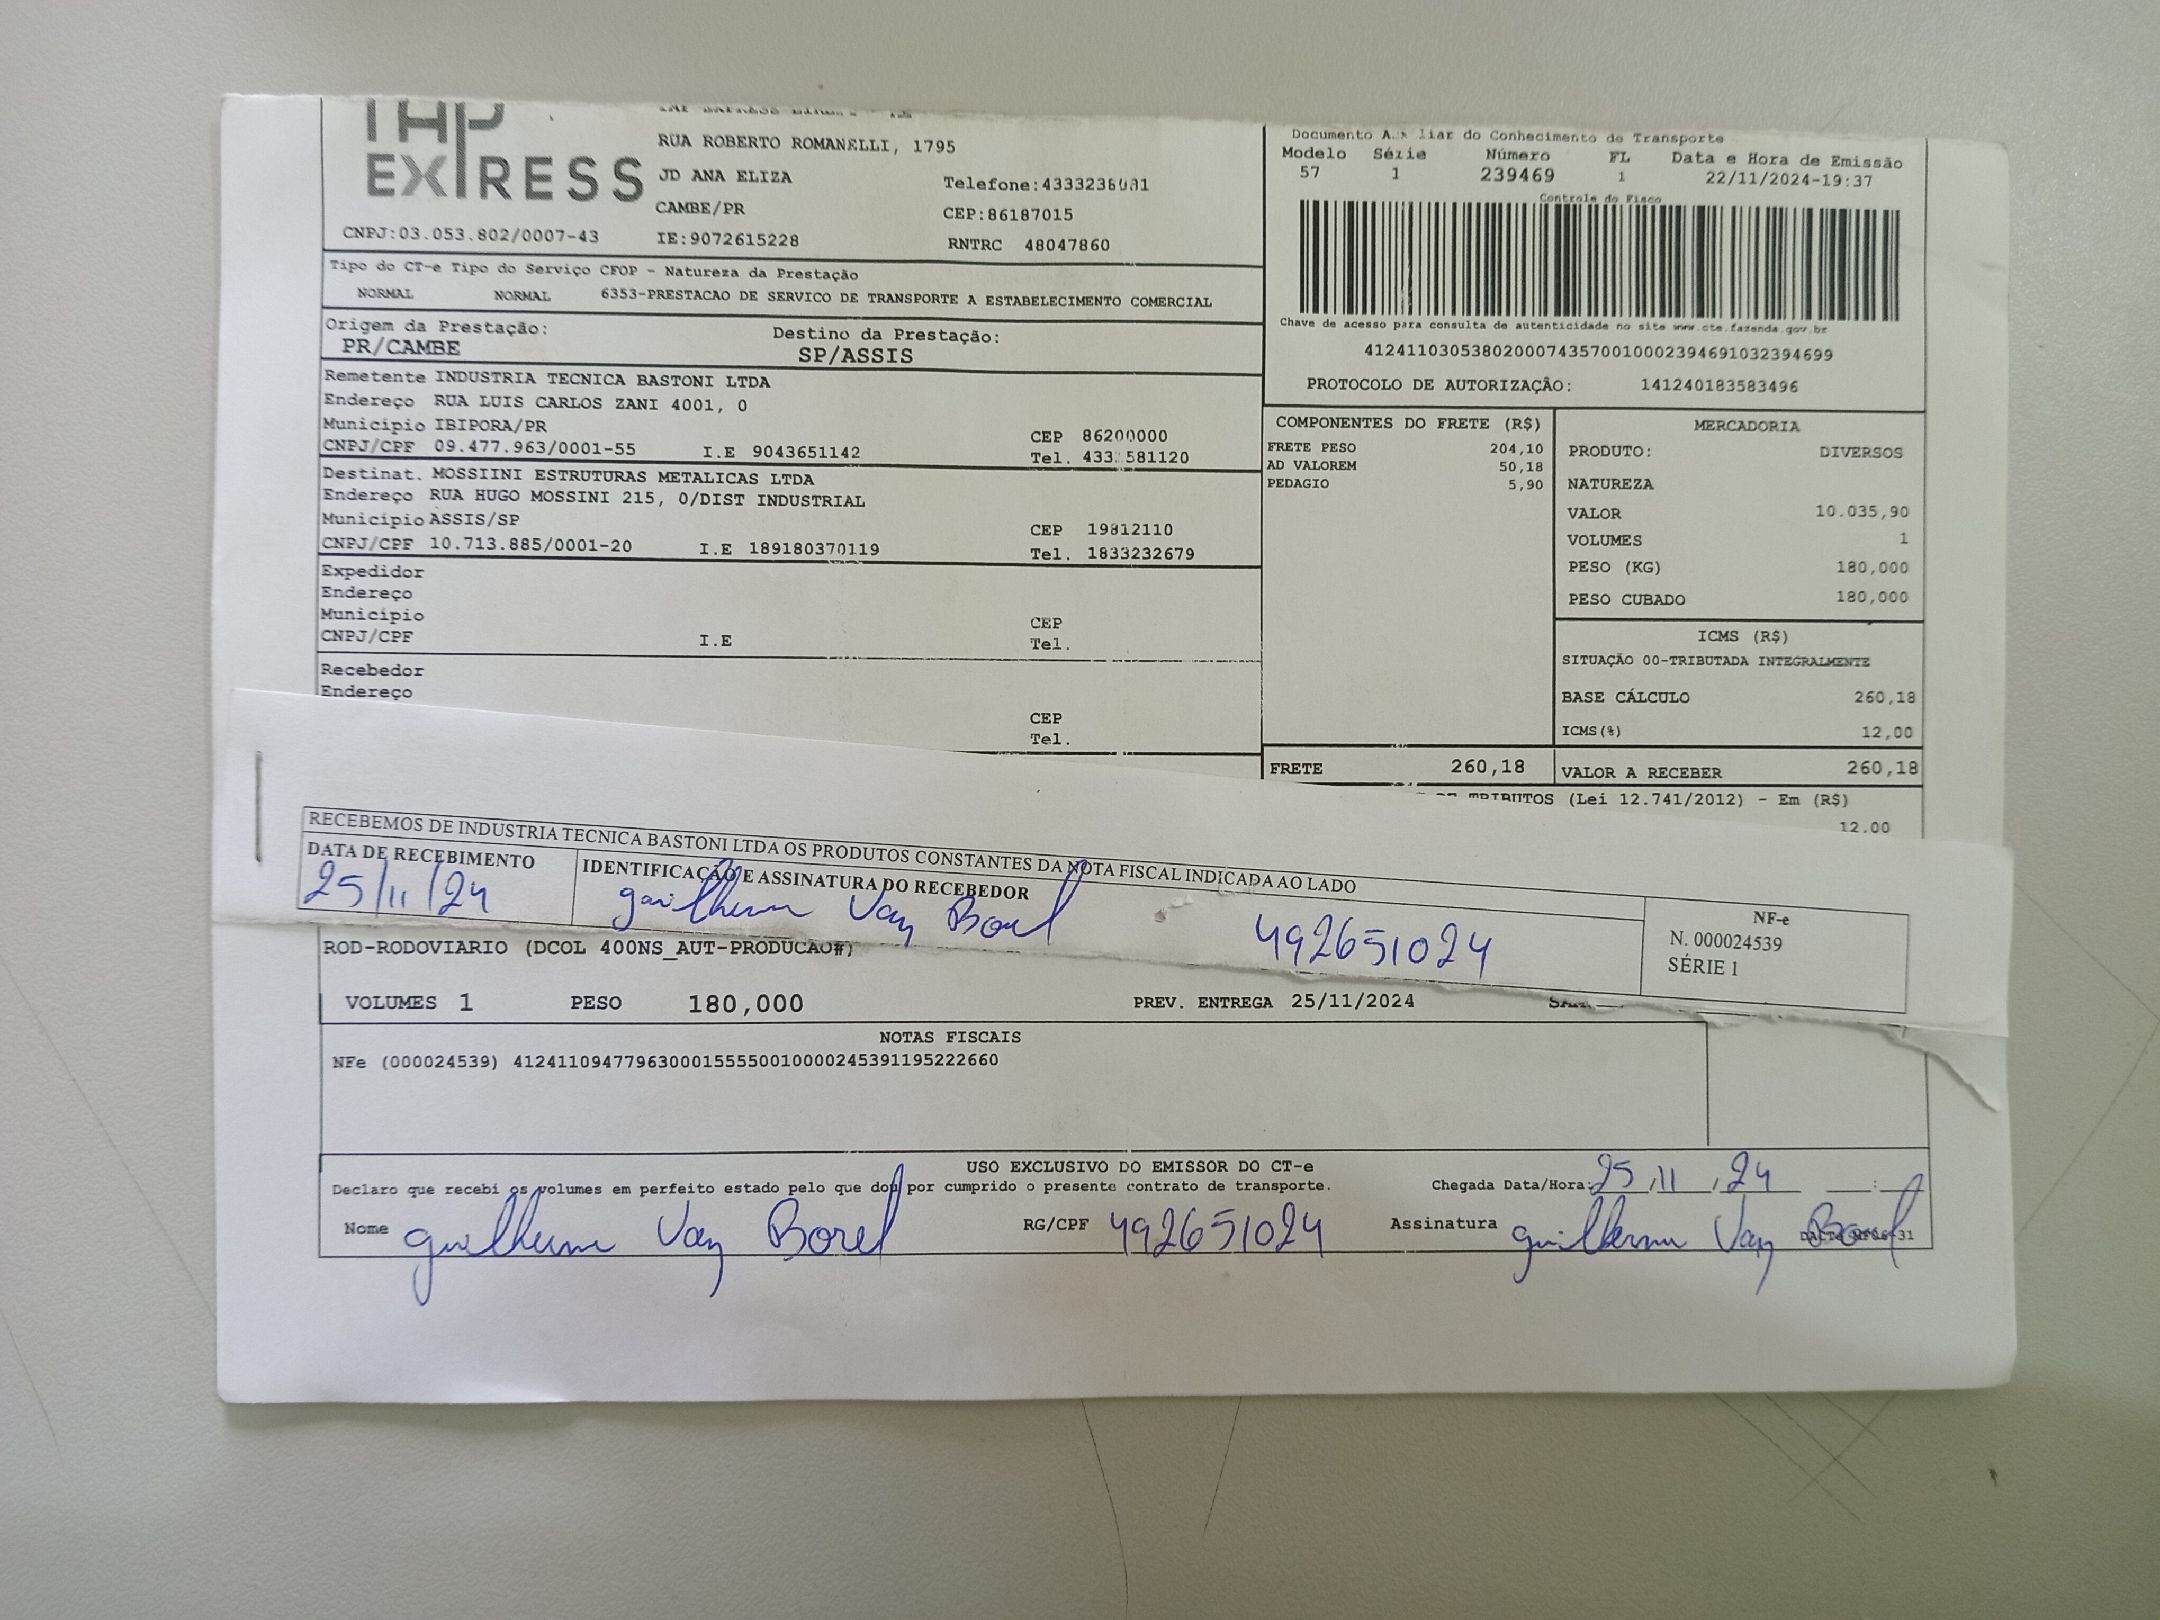 EXPRESS
RUA ROBERTO ROMANELLI, 1795
JD ANA ELIZA
CAMBE/PR
CNPJ:03.053.802/0007-43 IE:9072615228
CEP:86187015
RNTRC 48047860
Documento do Conhecimento de Transporte
Modelo Série Número FL Data e Hora de Emissão
57 1 239469 1 22/11/2024-19:37
Controle do Fisco
Chave de acesso para consulta de autenticidade no site www.cte.fazenda.gov.br
41241103053802000743570010002394691032394699
PROTOCOLO DE AUTORIZAÇÃO: 141240183583496
Tipo do CT-e Tipo do Serviço CFOP - Natureza da Prestação
NORMAL NORMAL 6353-PRESTACAO DE SERVICO DE TRANSPORTE A ESTABELECIMENTO COMERCIAL
Origem da Prestação: Destino da Prestação:
PR/CAMBE SP/ASSIS
Remetente INDUSTRIA TECNICA BASTONI LTDA
Endereço RUA LUIS CARLOS ZANI 4001, 0
Município IBIPORA/PR CEP 86200000
CNPJ/CPF 09.477.963/0001-55 I.E 9043651142 Tel.
Destinat. MOSSIINI ESTRUTURAS METALICAS LTDA
Endereço RUA HUGO MOSSINI 215, 0/DIST INDUSTRIAL
Município ASSIS/SP CEP 19812110
CNPJ/CPF 10.713.885/0001-20 I.E 189180370119 Tel. 1833232679
Expedidor
Endereço
Município CEP
CNPJ/CPF I.E Tel.
Recebedor
Endereço
CEP
Tel.
COMPONENTES DO FRETE (R$)
FRETE PESO 204,10
AD VALOREM 50,18
PEDAGIO 5,90
FRETE 260,18
MERCADORIA
PRODUTO: DIVERSOS
NATUREZA
VALOR 10.035,90
VOLUMES 1
PESO (KG) 180,000
PESO CUBADO 180,000
ICMS (R$)
SITUAÇÃO 00-TRIBUTADA INTEGRALMENTE
BASE CÁLCULO 260,18
ICMS(%) 12,00
VALOR A RECEBER 260,18
TRIBUTOS (Lei 12.741/2012) - Em (R$)
12.00
RECEBEMOS DE INDUSTRIA TECNICA BASTONI LTDA OS PRODUTOS CONSTANTES DA NOTA FISCAL INDICADA AO LADO
DATA DE RECEBIMENTO IDENTIFICAÇÃO E ASSINATURA DO RECEBEDOR
25/11/24 guilherme Van Borel 492651024
NF-e
N. 000024539
SÉRIE 1
ROD-RODOVIARIO (DCOL 400NS_AUT-PRODUCAO#)
VOLUMES 1 PESO 180,000 PREV. ENTREGA 25/11/2024
NOTAS FISCAIS
NFe (000024539) 41241109477963000155550010000245391195222660
USO EXCLUSIVO DO EMISSOR DO CT-e
Declaro que recebi os volumes em perfeito estado pelo que dou por cumprido o presente contrato de transporte. Chegada Data/Hora: 25, 11, 24 :
Nome guilherme Van Borel RG/CPF 492651024 Assinatura guilherme Van Borel